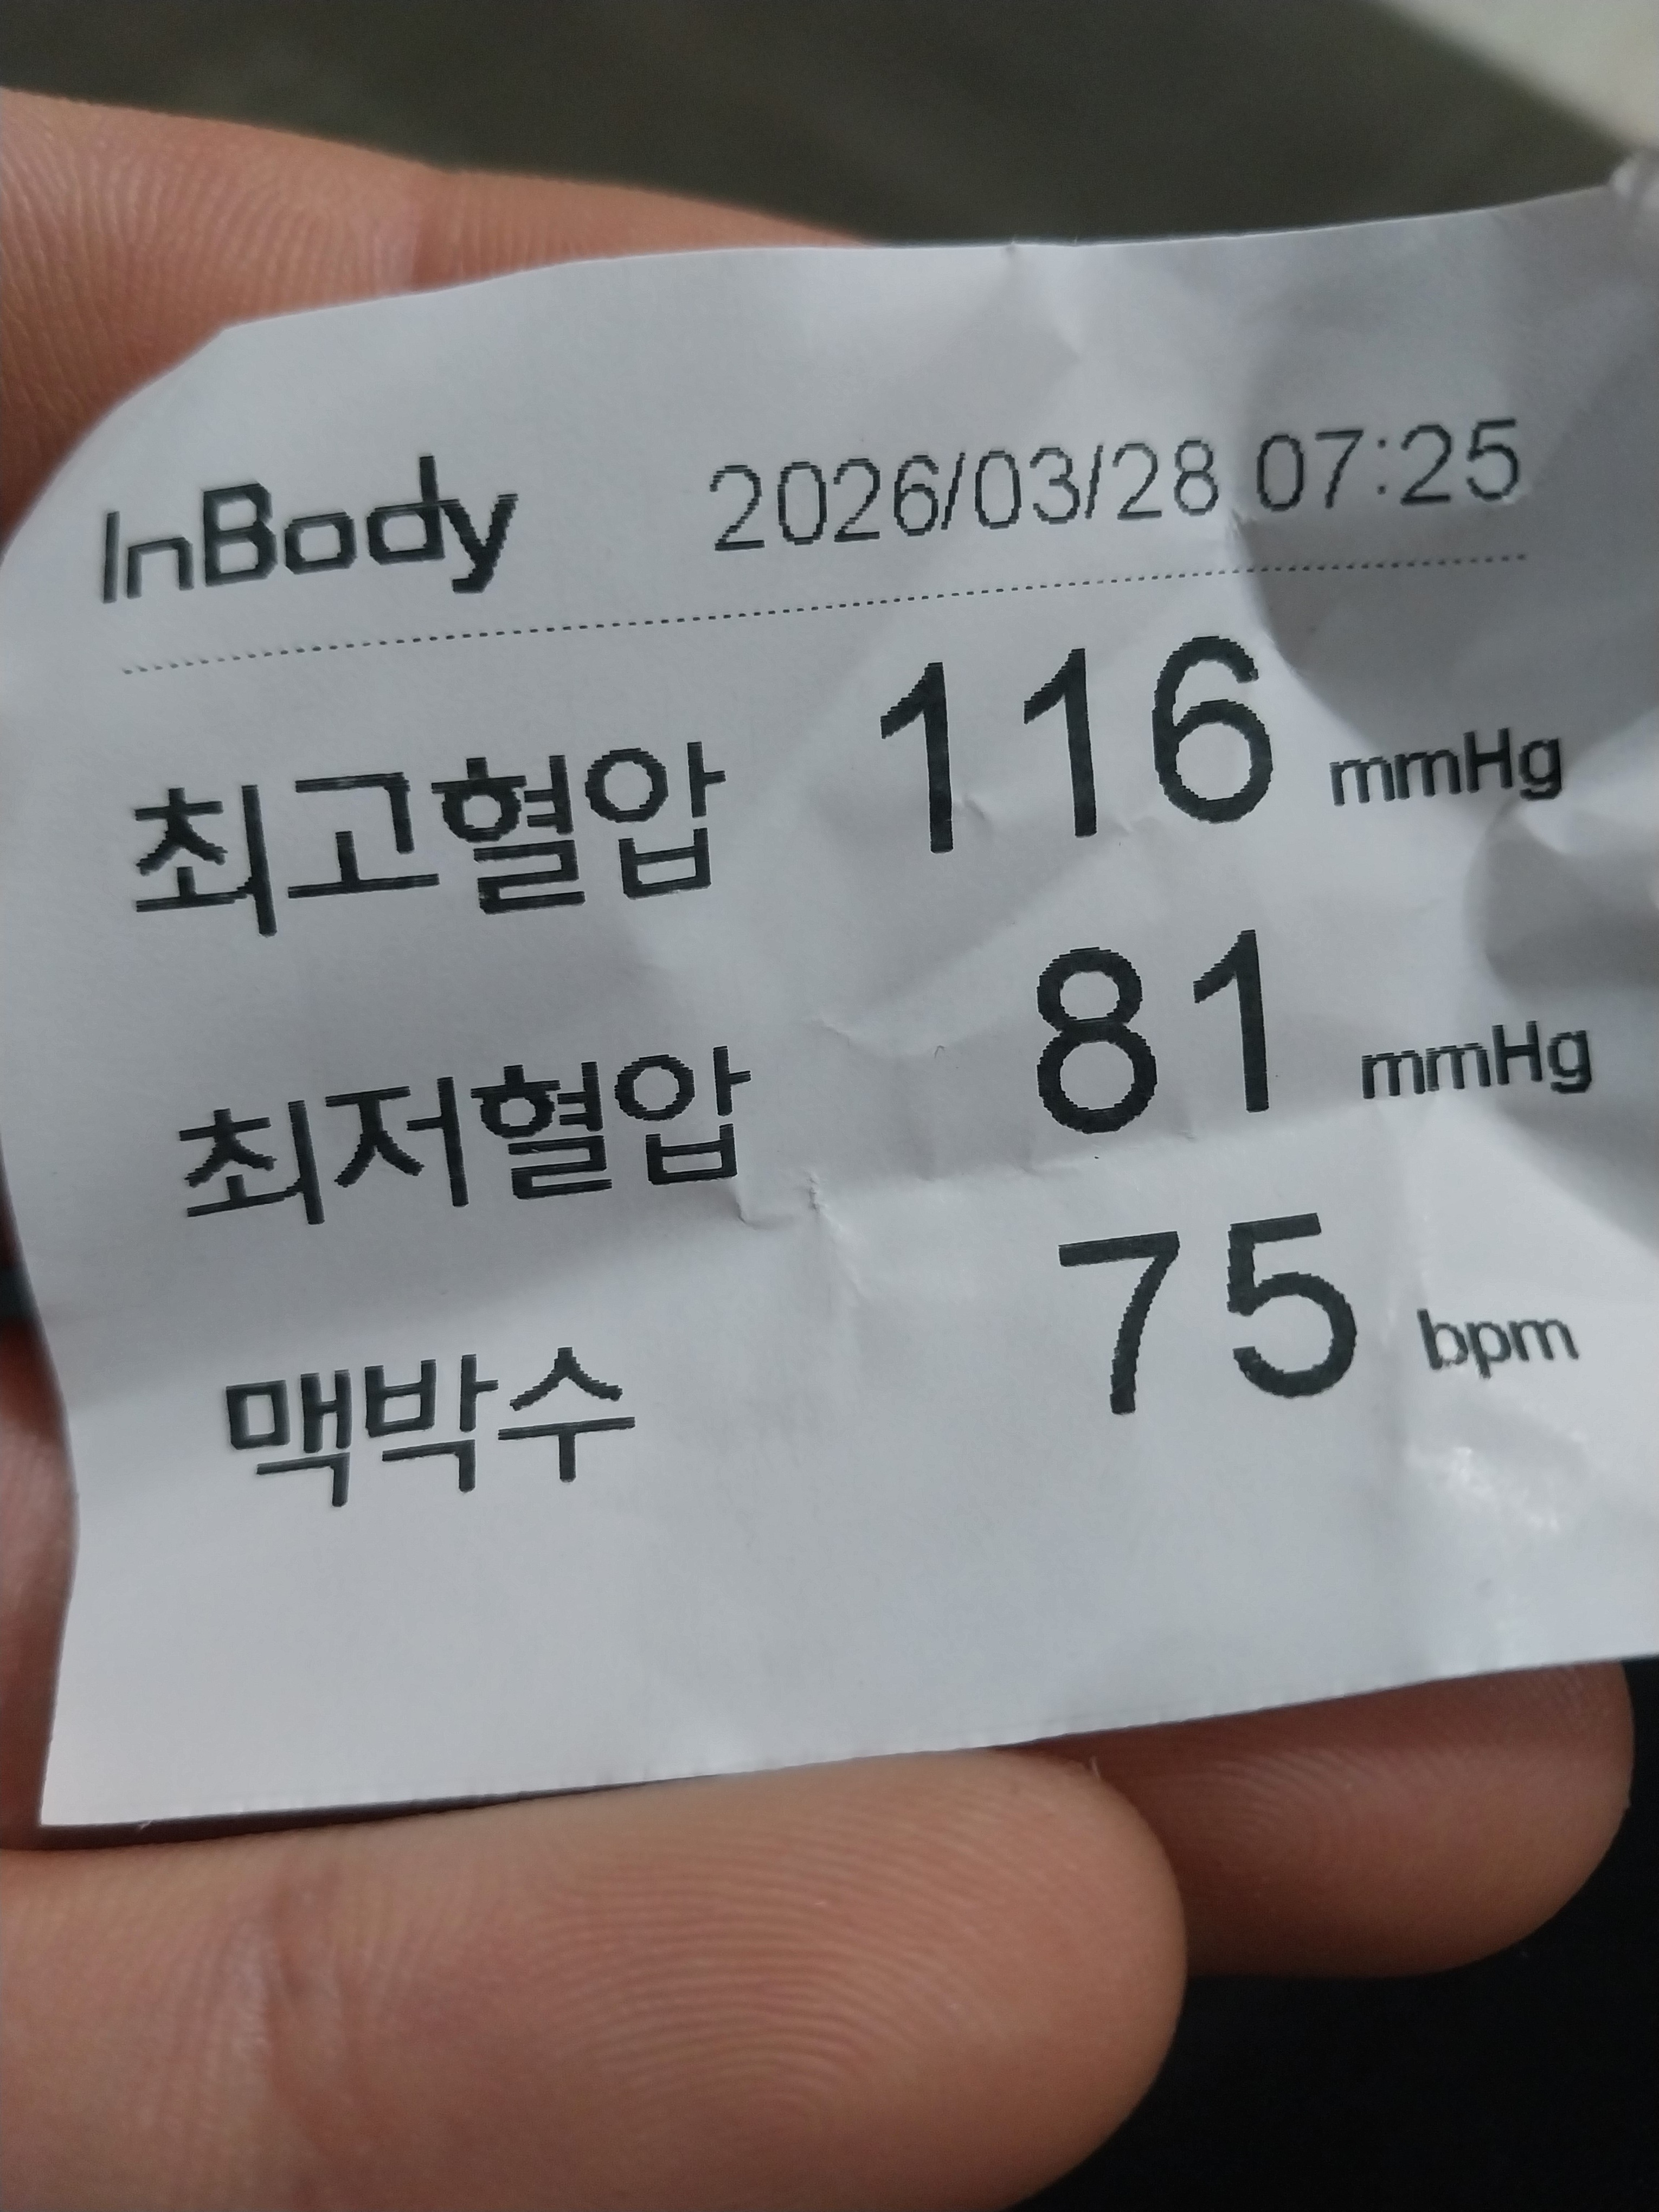 InBody 2026/03/28 07:25
최고혈압 116 mmHg
최저혈압 81 mmHg
맥박수 75 bpm